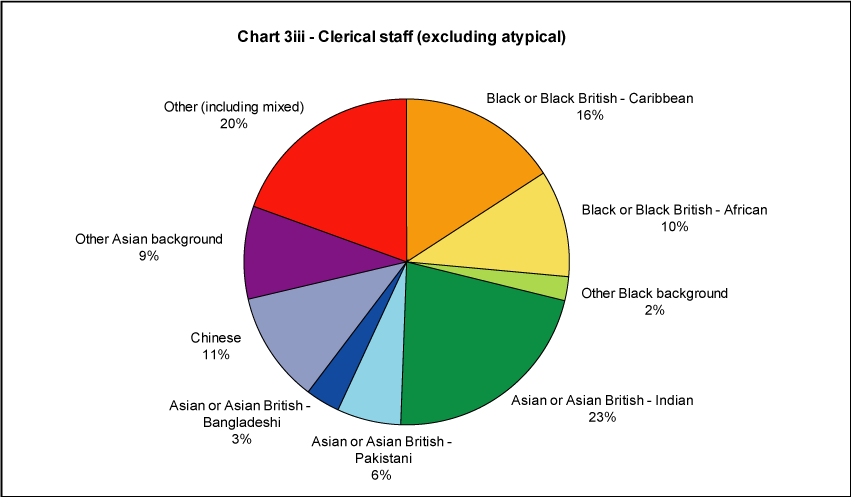 Chart 3iii - Clerical staff (excluding atypical)
Other (including mixed)
20%
Black or Black British - Caribbean
16%
Black or Black British - African
10%
Other Asian background
9%
Other Black background
2%
Chinese
11%
Asian or Asian British - Indian
23%
Asian or Asian British -
Bangladeshi
3%
Asian or Asian British -
Pakistani
6%